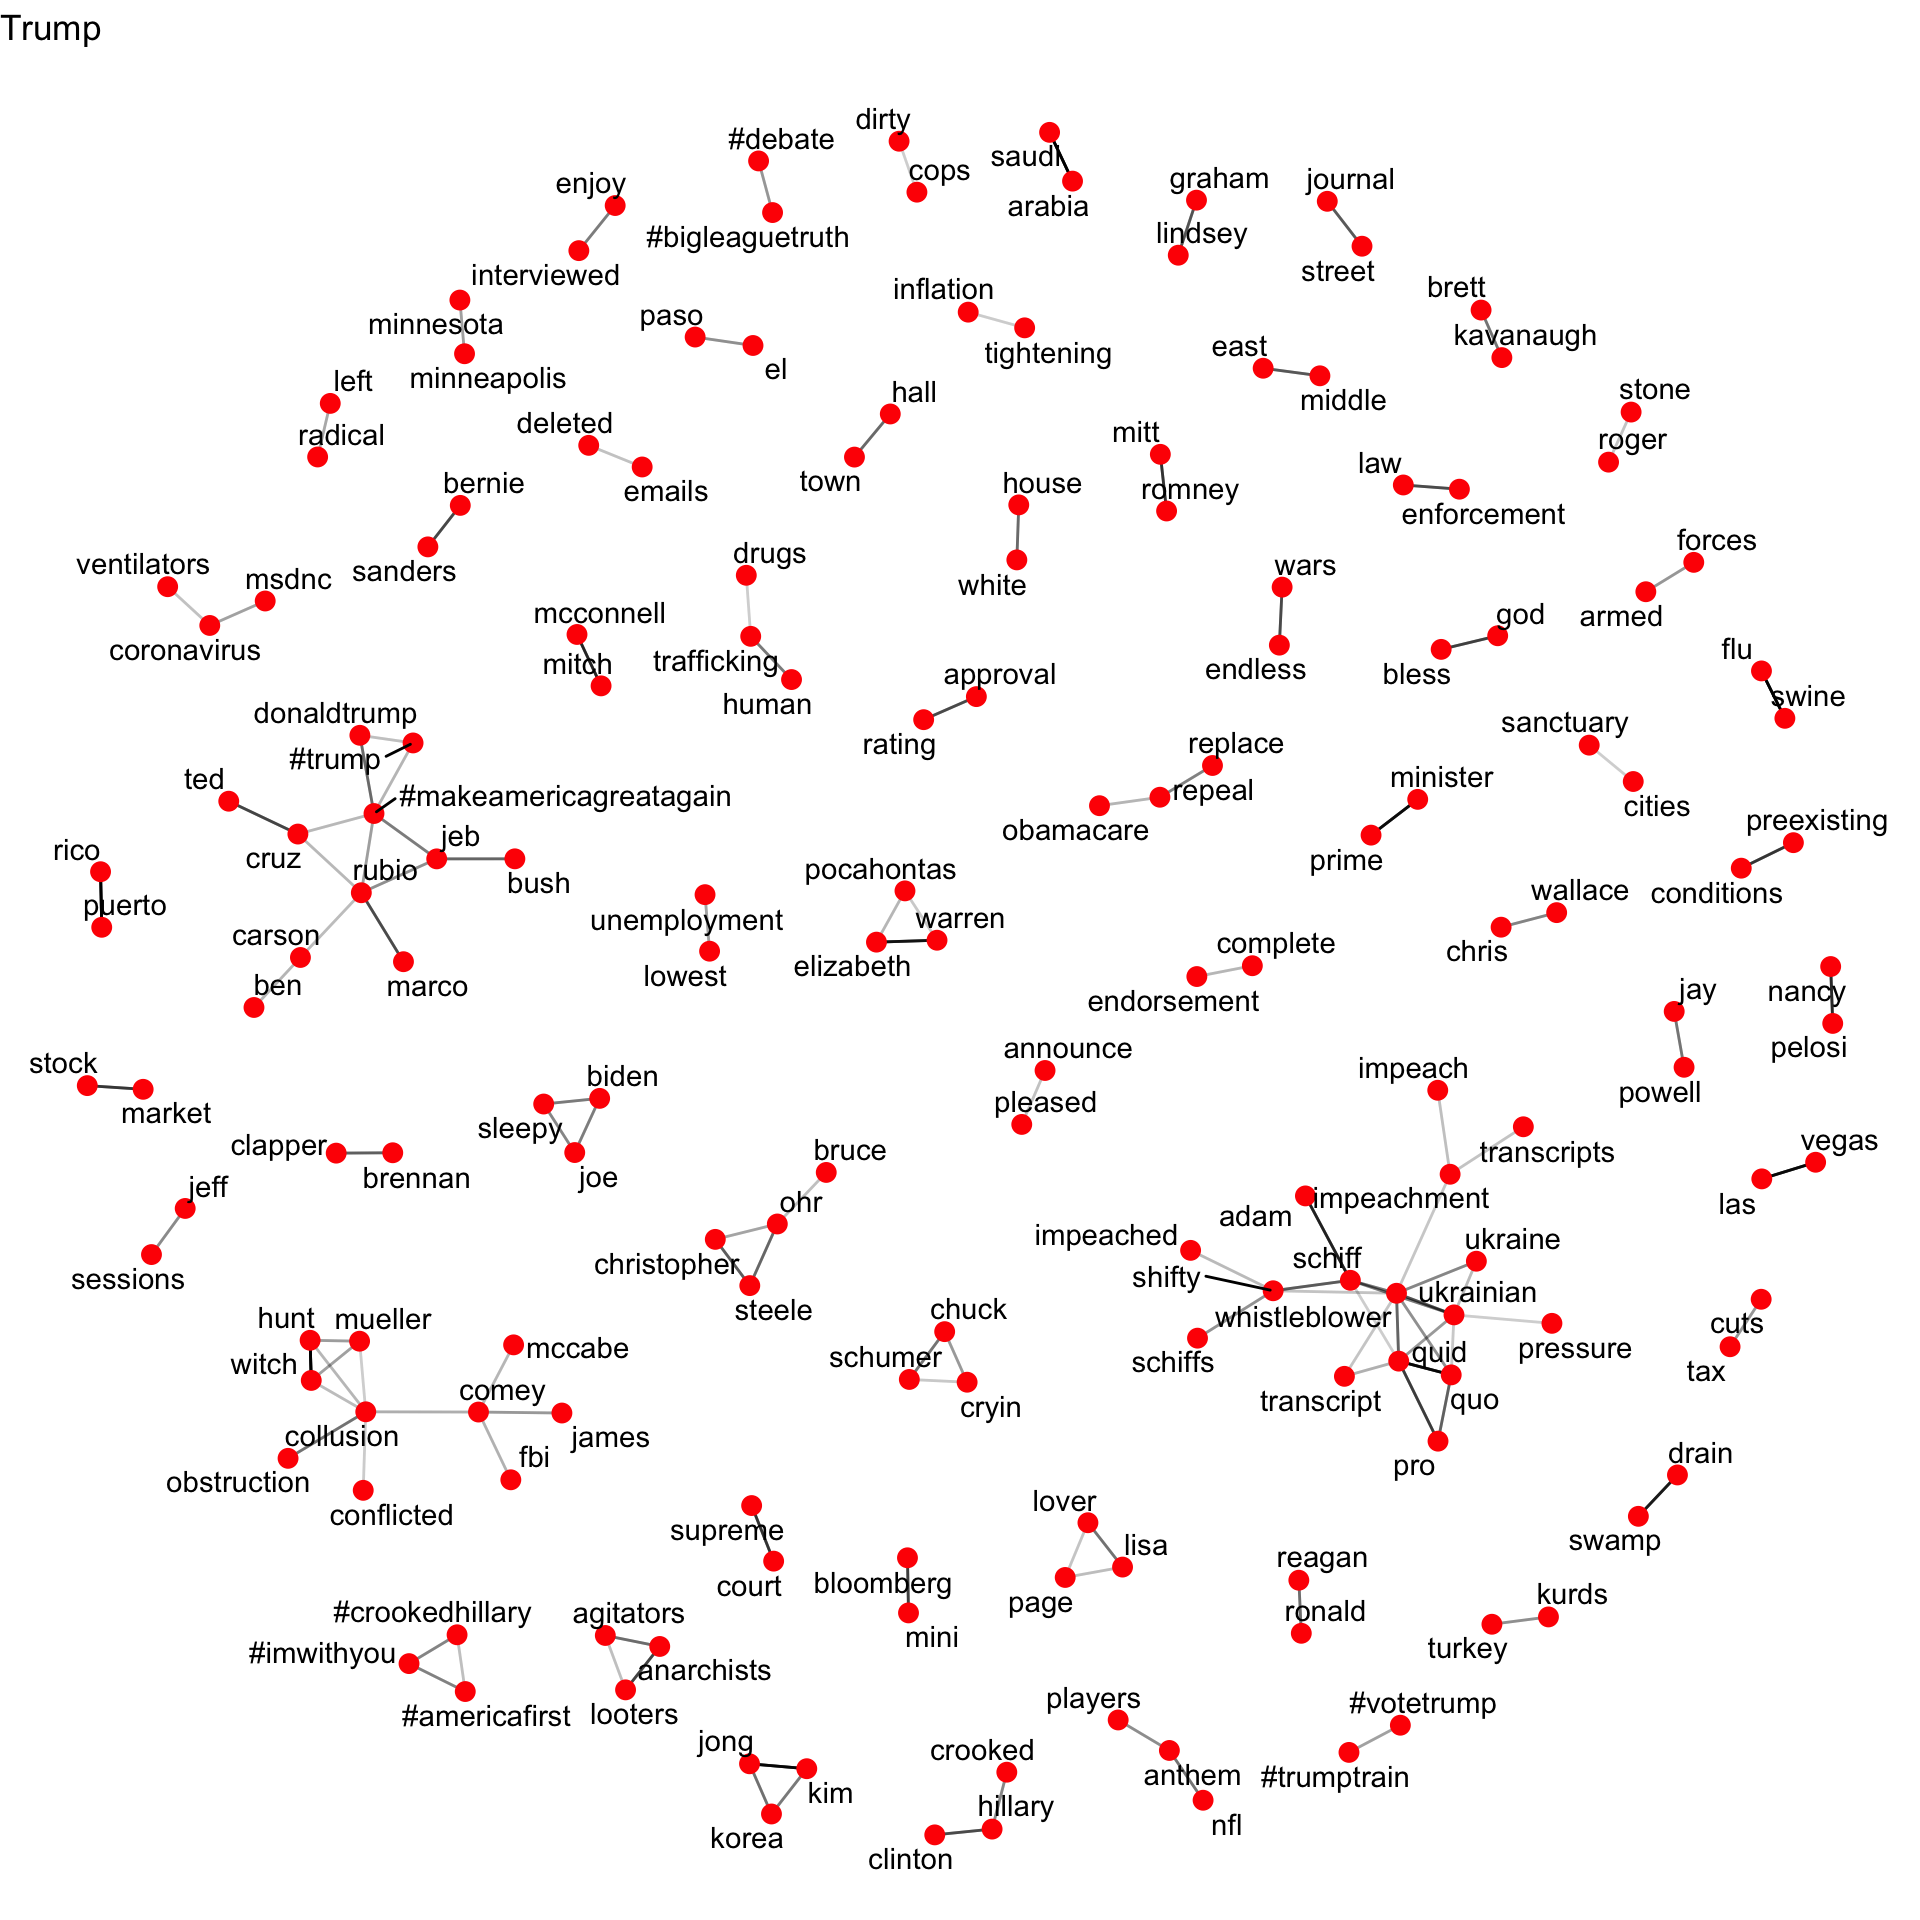 Trump
dirty
#debate
saudi
cops
enjoy
graham
journal
arabia
#bigleaguetruth
lindsey
interviewed
street
inflation
brett
paso
minnesota
kavanaugh
east
tightening
el
minneapolis
left
hall
middle
stone
deleted
mitt
radical
roger
law
bernie
house
town
emails
romney
enforcement
forces
drugs
ventilators
wars
sanders
msdnc
white
mcconnell
god
armed
coronavirus
flu
mitch
trafficking
endless
approval
bless
swine
human
donaldtrump
sanctuary
rating
replace
#trump
ted
minister
#makeamericagreatagain
repeal
cities
preexisting
obamacare
jeb
rico
cruz
prime
rubio
pocahontas
bush
wallace
conditions
puerto
unemployment
warren
carson
complete
chris
elizabeth
lowest
ben
marco
jay
nancy
endorsement
announce
pelosi
stock
impeach
biden
powell
pleased
market
sleepy
vegas
clapper
bruce
transcripts
brennan
joe
jeff
impeachment
ohr
las
adam
impeached
ukraine
schiff
christopher
sessions
shifty
ukrainian
steele
chuck
hunt
mueller
whistleblower
cuts
mccabe
pressure
quid
schumer
schiffs
witch
tax
comey
transcript
quo
cryin
collusion
james
drain
fbi
pro
obstruction
lover
conflicted
supreme
swamp
lisa
reagan
bloomberg
court
kurds
page
#crookedhillary
agitators
ronald
mini
turkey
#imwithyou
anarchists
players
#votetrump
looters
#americafirst
jong
crooked
anthem
#trumptrain
kim
hillary
nfl
korea
clinton